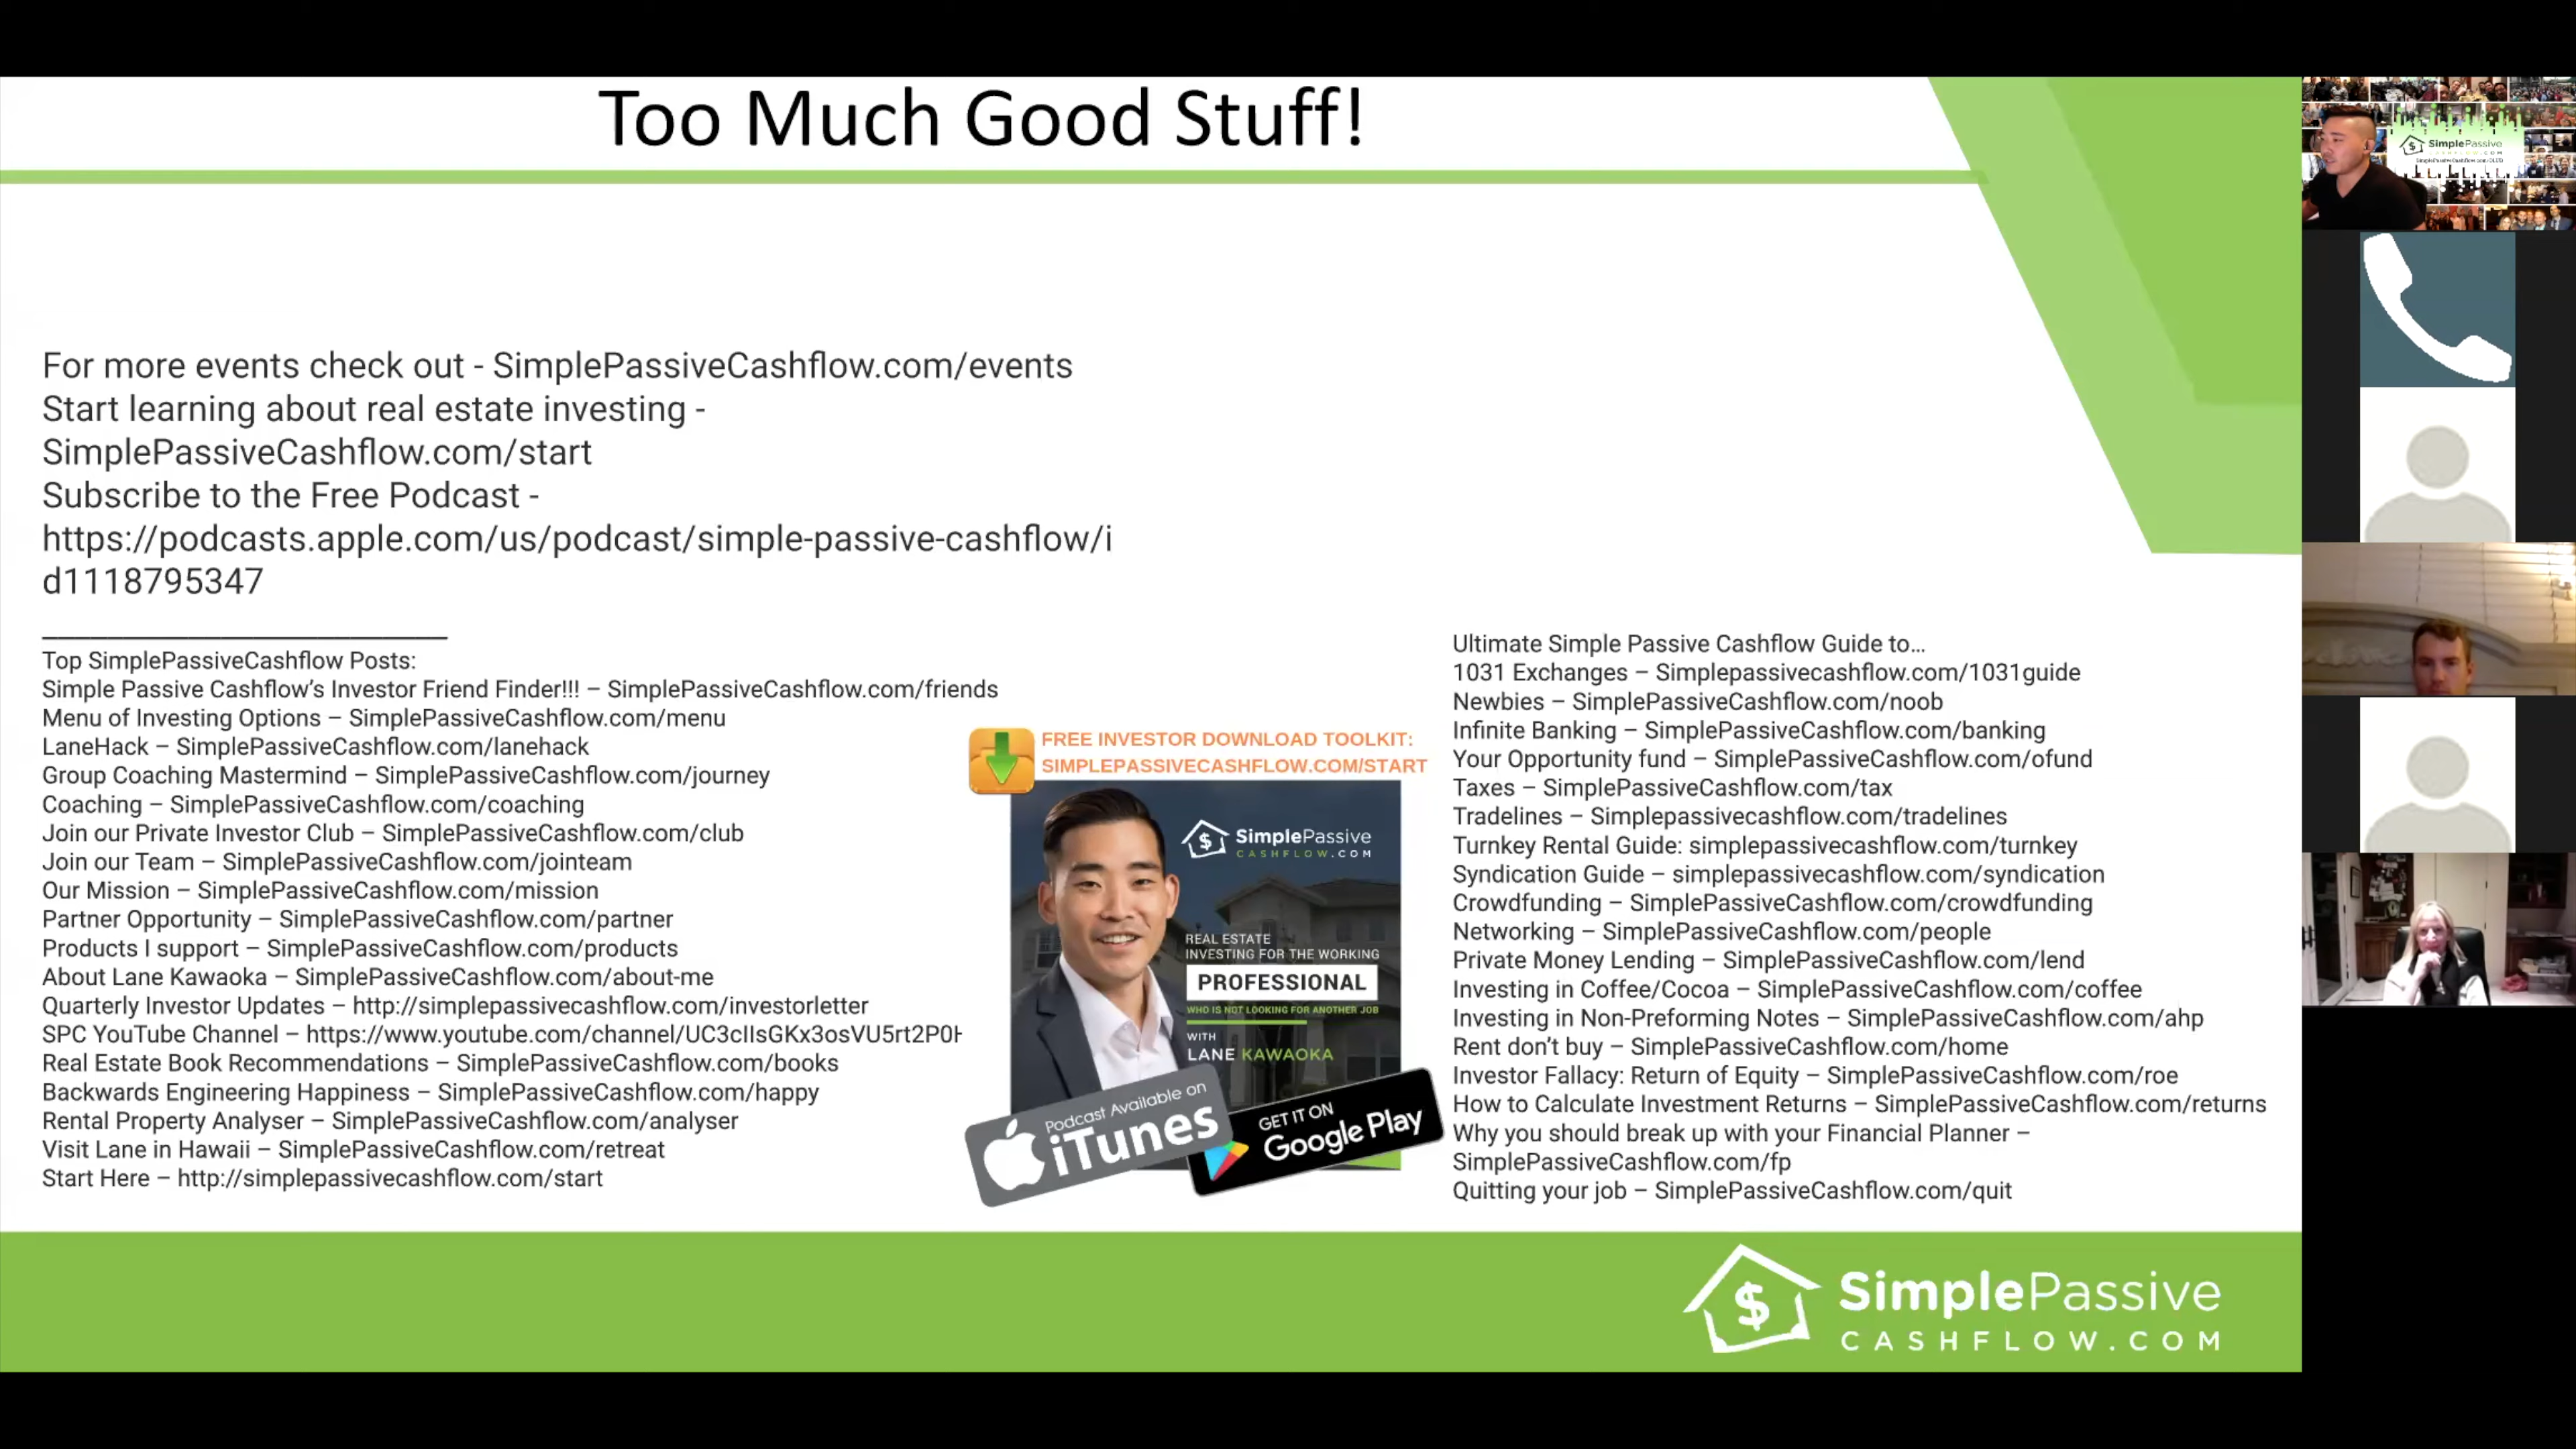 Too Much Good Stuff!
For more events check out - SimplePassiveCashflow.com/events
Start learning about real estate investing -
SimplePassiveCashflow.com/start
Subscribe to the Free Podcast -
https://podcasts.apple.com/us/podcast/simple-passive-cashflow/i
d1118795347
Top SimplePassiveCashflow Posts:
Simple Passive Cashflow's Investor Friend Finder!!! – SimplePassiveCashflow.com/friends
Menu of Investing Options – SimplePassiveCashflow.com/menu
LaneHack – SimplePassiveCashflow.com/lanehack
Group Coaching Mastermind – SimplePassiveCashflow.com/journey
Coaching – SimplePassiveCashflow.com/coaching
Join our Private Investor Club – SimplePassiveCashflow.com/club
Join our Team – SimplePassiveCashflow.com/jointeam
Our Mission – SimplePassiveCashflow.com/mission
Partner Opportunity – SimplePassiveCashflow.com/partner
Products I support – SimplePassiveCashflow.com/products
About Lane Kawaoka – SimplePassiveCashflow.com/about-me
Quarterly Investor Updates – http://simplepassivecashflow.com/investorletter
SPC YouTube Channel – https://www.youtube.com/channel/UC3cIIsGKx3osVU5rt2P0H
Real Estate Book Recommendations – SimplePassiveCashflow.com/books
Backwards Engineering Happiness – SimplePassiveCashflow.com/happy
Rental Property Analyser – SimplePassiveCashflow.com/analyser
Visit Lane in Hawaii – SimplePassiveCashflow.com/retreat
Start Here – http://simplepassivecashflow.com/start
FREE INVESTOR DOWNLOAD TOOLKIT:
SIMPLEPASSIVECASHFLOW.COM/START
SimplePassive
CASHFLOW.COM
REAL ESTATE
INVESTING FOR THE WORKING
PROFESSIONAL
WHO IS NOT LOOKING FOR ANOTHER JOB
WITH
LANE KAWAOKA
Podcast Available on
iTunes
GET IT ON
Google Play
Ultimate Simple Passive Cashflow Guide to…
1031 Exchanges – Simplepassivecashflow.com/1031guide
Newbies – SimplePassiveCashflow.com/noob
Infinite Banking – SimplePassiveCashflow.com/banking
Your Opportunity fund – SimplePassiveCashflow.com/ofund
Taxes – SimplePassiveCashflow.com/tax
Tradelines – Simplepassivecashflow.com/tradelines
Turnkey Rental Guide: simplepassivecashflow.com/turnkey
Syndication Guide – simplepassivecashflow.com/syndication
Crowdfunding – SimplePassiveCashflow.com/crowdfunding
Networking – SimplePassiveCashflow.com/people
Private Money Lending – SimplePassiveCashflow.com/lend
Investing in Coffee/Cocoa – SimplePassiveCashflow.com/coffee
Investing in Non-Preforming Notes – SimplePassiveCashflow.com/ahp
Rent don't buy – SimplePassiveCashflow.com/home
Investor Fallacy: Return of Equity – SimplePassiveCashflow.com/roe
How to Calculate Investment Returns – SimplePassiveCashflow.com/returns
Why you should break up with your Financial Planner –
SimplePassiveCashflow.com/fp
Quitting your job – SimplePassiveCashflow.com/quit
SimplePassive
CASHFLOW.COM
SimplePassive
CASHFLOW.COM